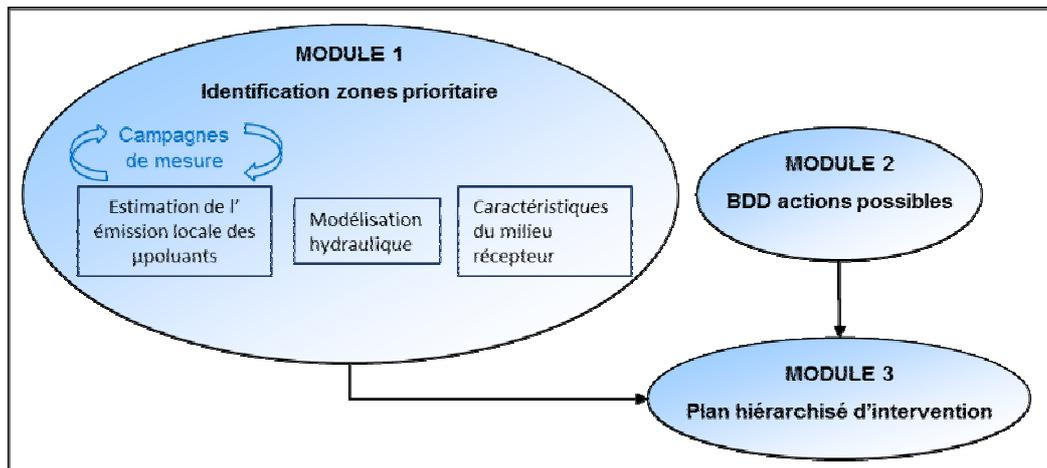 MODULE 1
Identification zones prioritaire
Campagnes
de mesure
Estimation de l’
émission locale des
µpoluants
Modélisation
hydraulique
Caractéristiques
du milieu
récepteur
MODULE 2
BDD actions possibles
MODULE 3
Plan hiérarchisé d’intervention